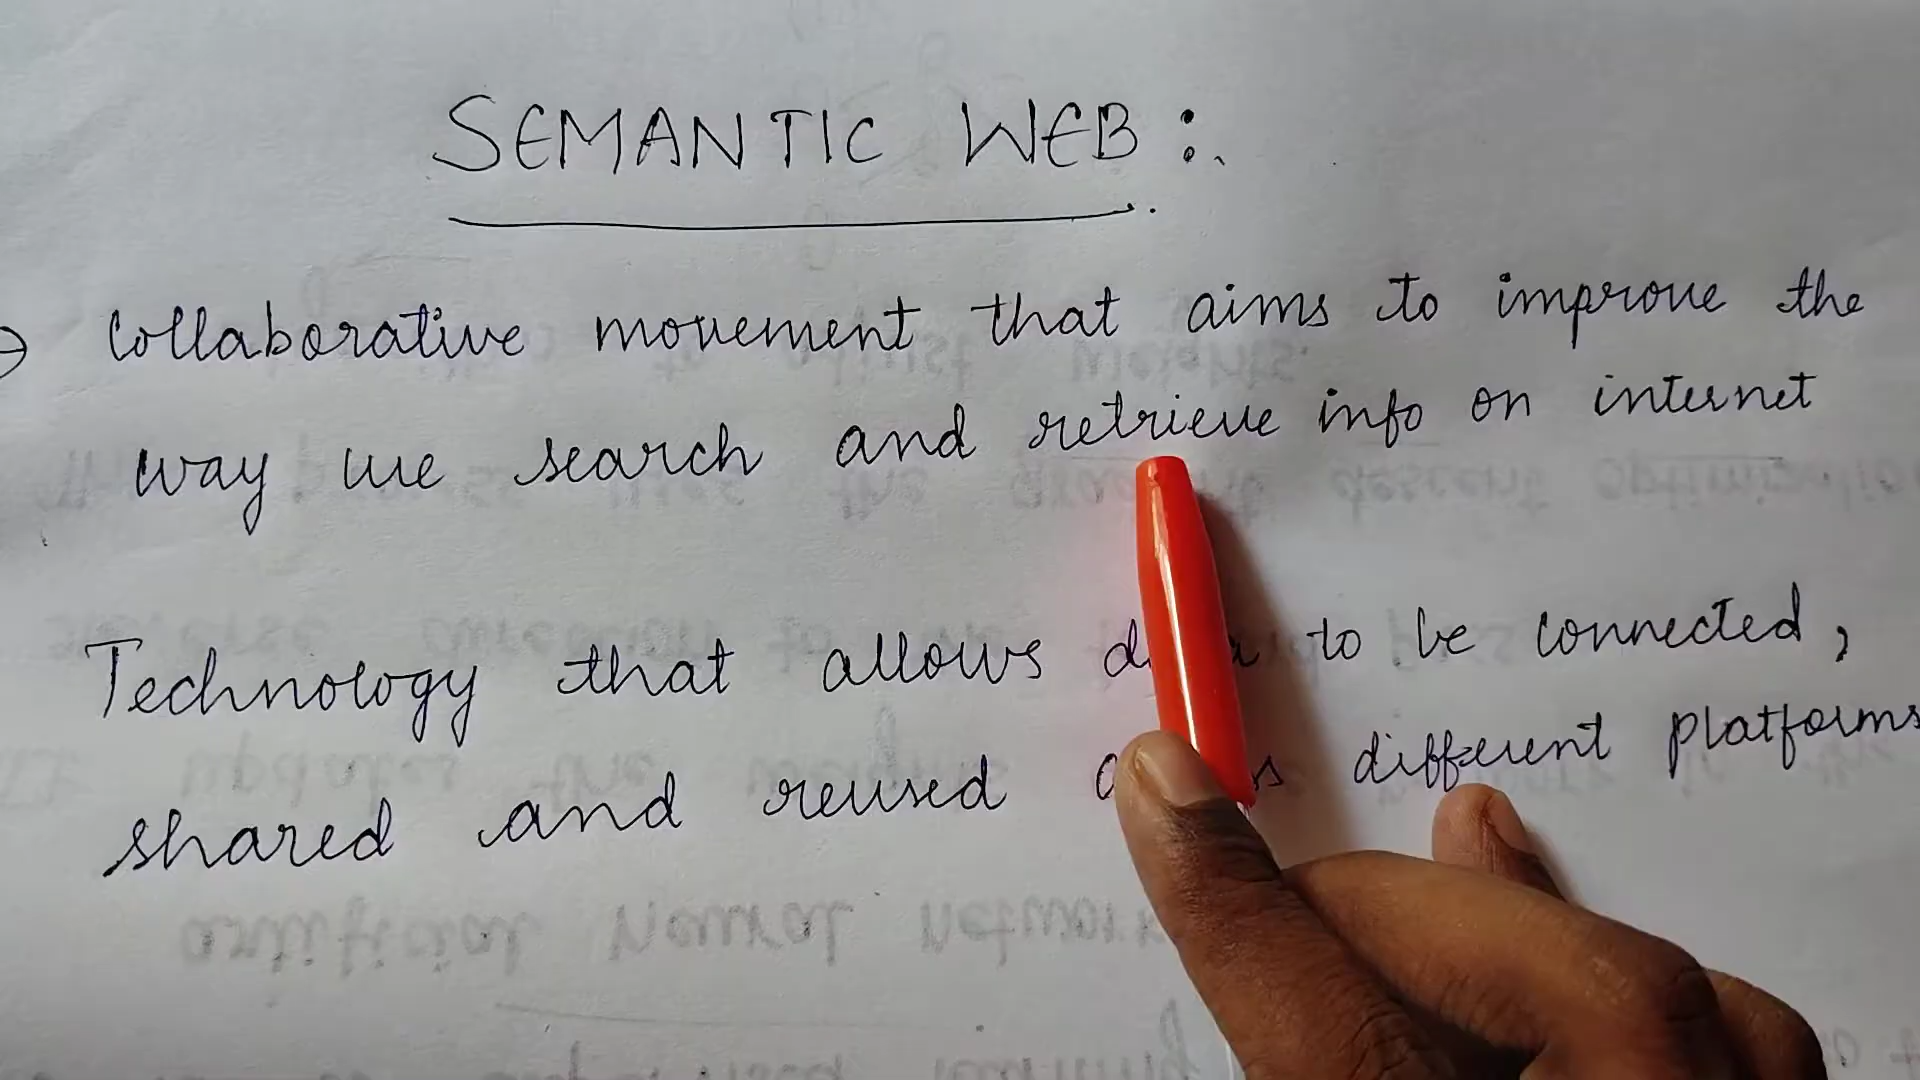 SEMANTIC WEB :.
→ Collaborative movement that aims to improve the
way we search and retrieve info on internet
Technology that allows to be connected,
shared and reused different platforms